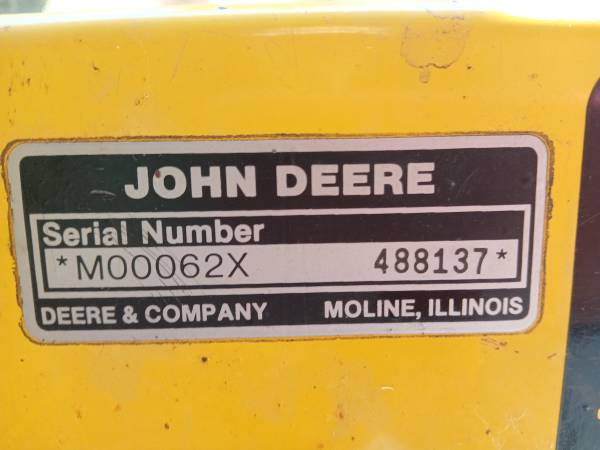 JOHN DEERE
Serial Number
*M00062X 488137*
DEERE & COMPANY MOLINE, ILLINOIS